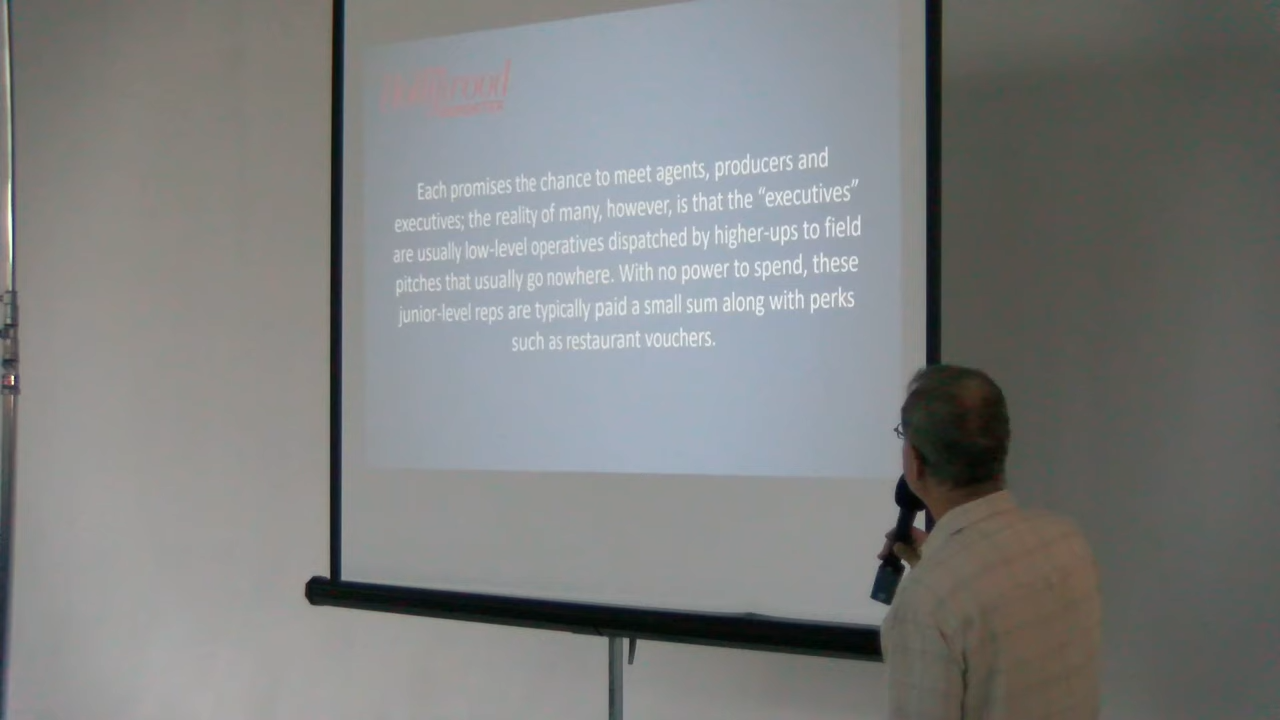 Hollywood
REPORTER
Each promises the chance to meet agents, producers and
executives; the reality of many, however, is that the “executives”
are usually low-level operatives dispatched by higher-ups to field
pitches that usually go nowhere. With no power to spend, these
junior-level reps are typically paid a small sum along with perks
such as restaurant vouchers.